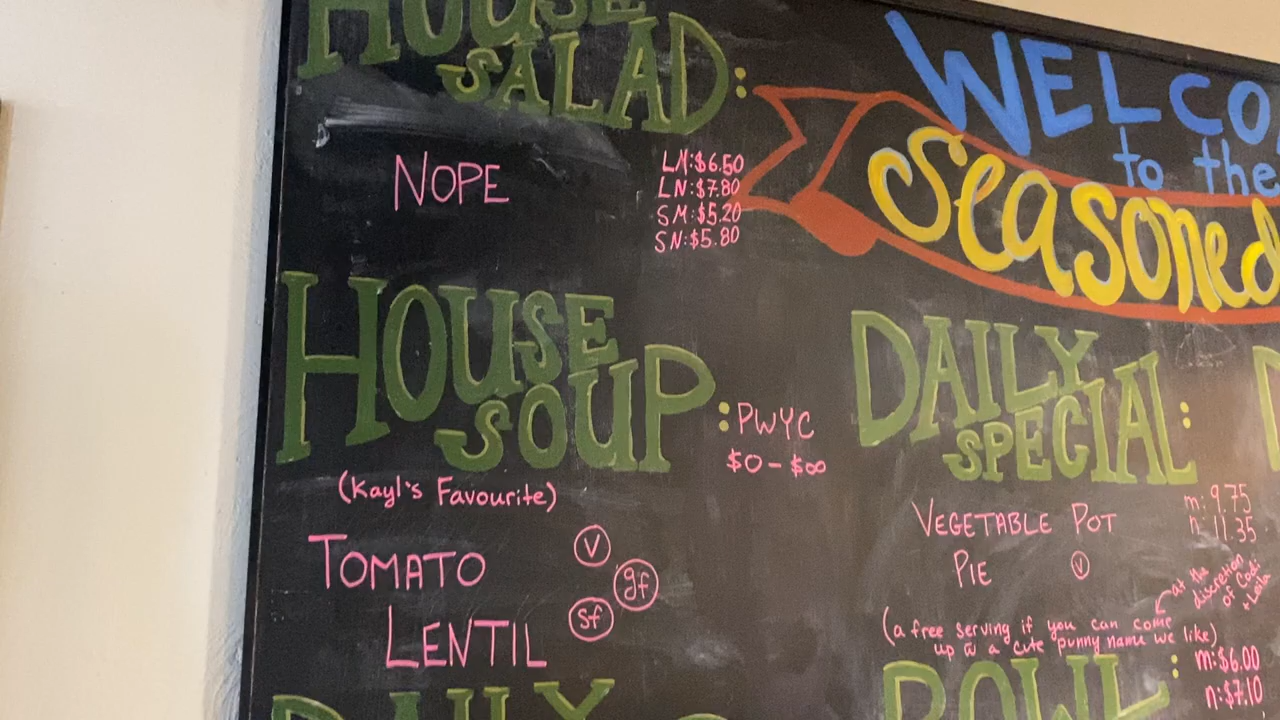 HOUSE
SALAD:
NOPE
LM:$6.50
LN:$7.80
SM:$5.20
SN:$5.80
HOUSE
SOUP: PWYC
$0-$∞
(Kayl's Favourite)
TOMATO V
gf
LENTIL sf
WELCO
to the
Seasoned
DAILY
SPECIAL:
VEGETABLE POT
PIE V
m: 9.75
n: 11.35
at the
discretion
of Codi
+ Leila
(a free serving if you can come
up w a cute punny name we like)
BOWL:
m:$6.00
n:$7.10
DAILY